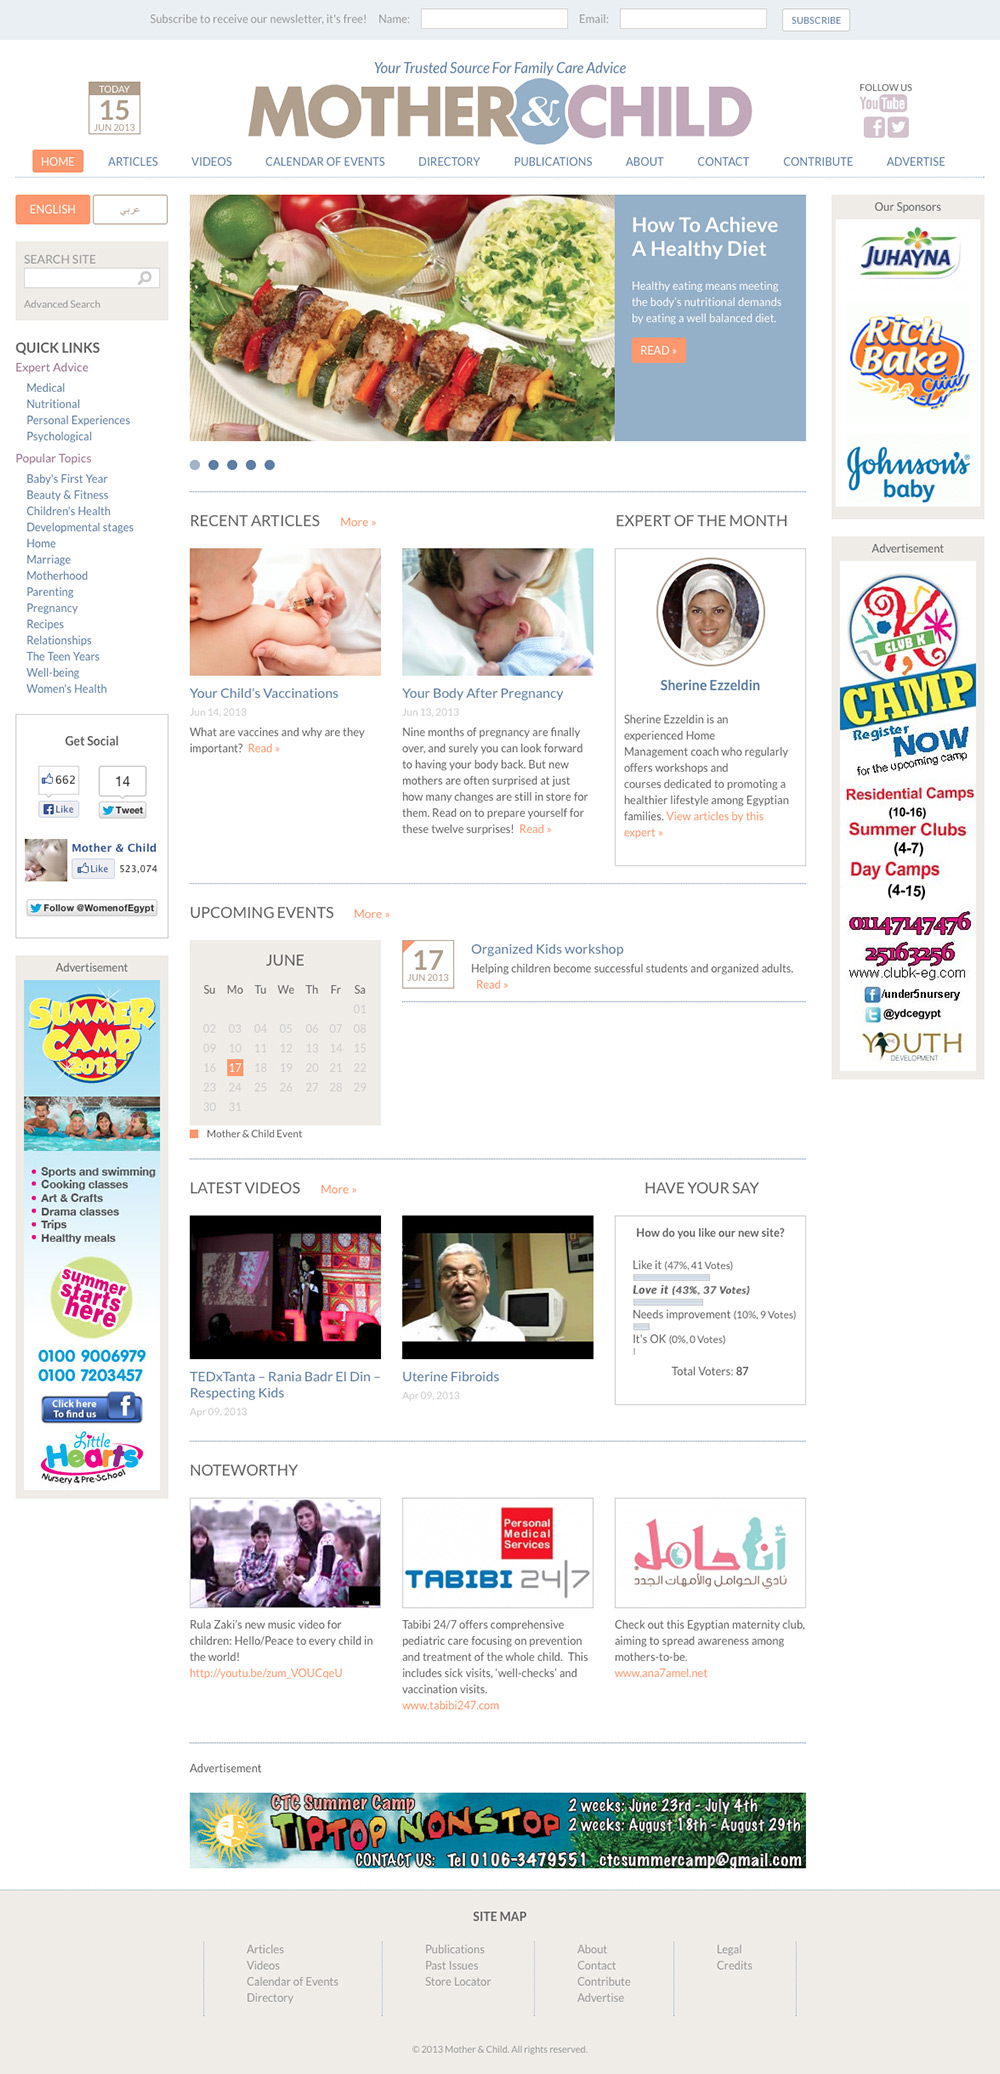 Subscribe to receive our newsletter, it's free! Name: Email: SUBSCRIBE
Your Trusted Source For Family Care Advice
MOTHER & CHILD
TODAY
15
JUN 2013
FOLLOW US
YouTube
HOME ARTICLES VIDEOS CALENDAR OF EVENTS DIRECTORY PUBLICATIONS ABOUT CONTACT CONTRIBUTE ADVERTISE
ENGLISH عربي
SEARCH SITE
Advanced Search
QUICK LINKS
Expert Advice
Medical
Nutritional
Personal Experiences
Psychological
Popular Topics
Baby's First Year
Beauty & Fitness
Children's Health
Developmental stages
Home
Marriage
Motherhood
Parenting
Pregnancy
Recipes
Relationships
The Teen Years
Well-being
Women's Health
Get Social
662 14
Like Tweet
Mother & Child
Like 523,074
Follow @WomenofEgypt
Advertisement
SUMMER
CAMP
2013
Sports and swimming
Cooking classes
Art & Crafts
Drama classes
Trips
Healthy meals
summer
starts
here
0100 9006979
0100 7203457
Click here
To find us
Little
Hearts
Nursery & Pre-School
How To Achieve
A Healthy Diet
Healthy eating means meeting
the body's nutritional demands
by eating a well balanced diet.
READ »
RECENT ARTICLES More »
Your Child's Vaccinations
Jun 14, 2013
What are vaccines and why are they
important? Read »
Your Body After Pregnancy
Jun 13, 2013
Nine months of pregnancy are finally
over, and surely you can look forward
to having your body back. But new
mothers are often surprised at just
how many changes are still in store for
them. Read on to prepare yourself for
these twelve surprises! Read »
EXPERT OF THE MONTH
Sherine Ezzeldin
Sherine Ezzeldin is an
experienced Home
Management coach who regularly
offers workshops and
courses dedicated to promoting a
healthier lifestyle among Egyptian
families. View articles by this
expert »
UPCOMING EVENTS More »
JUNE
Su Mo Tu We Th Fr Sa
01
02 03 04 05 06 07 08
09 10 11 12 13 14 15
16 17 18 19 20 21 22
23 24 25 26 27 28 29
30 31
Mother & Child Event
17
JUN 2013
Organized Kids workshop
Helping children become successful students and organized adults.
Read »
LATEST VIDEOS More »
TED
TEDxTanta – Rania Badr El Din –
Respecting Kids
Apr 09, 2013
Uterine Fibroids
Apr 09, 2013
HAVE YOUR SAY
How do you like our new site?
Like it (47%, 41 Votes)
Love it (43%, 37 Votes)
Needs improvement (10%, 9 Votes)
It's OK (0%, 0 Votes)
Total Voters: 87
NOTEWORTHY
Rula Zaki's new music video for
children: Hello/Peace to every child in
the world!
http://youtu.be/zum_VOUCqeU
Personal
Medical
Services
TABIBI 24/7
Tabibi 24/7 offers comprehensive
pediatric care focusing on prevention
and treatment of the whole child. This
includes sick visits, 'well-checks' and
vaccination visits.
www.tabibi247.com
أنا حامل
نادي الحوامل والأمهات الجدد
Check out this Egyptian maternity club,
aiming to spread awareness among
mothers-to-be.
www.ana7amel.net
Advertisement
CTC Summer Camp
TIPTOP NONSTOP
CONTACT US: Tel 0106-3479551 ctcsummercamp@gmail.com
2 weeks: June 23rd - July 4th
2 weeks: August 18th - August 29th
Our Sponsors
JUHAYNA
Rich
Bake
ريتش
بيك
Johnson's
baby
Advertisement
CLUB K
CAMP
Register
NOW
for the upcoming camp
Residential Camps
(10-16)
Summer Clubs
(4-7)
Day Camps
(4-15)
01147147476
25163256
www.clubk-eg.com
/under5nursery
@ydcegypt
THE
YOUTH
DEVELOPMENT
SITE MAP
Articles
Videos
Calendar of Events
Directory
Publications
Past Issues
Store Locator
About
Contact
Contribute
Advertise
Legal
Credits
© 2013 Mother & Child. All rights reserved.